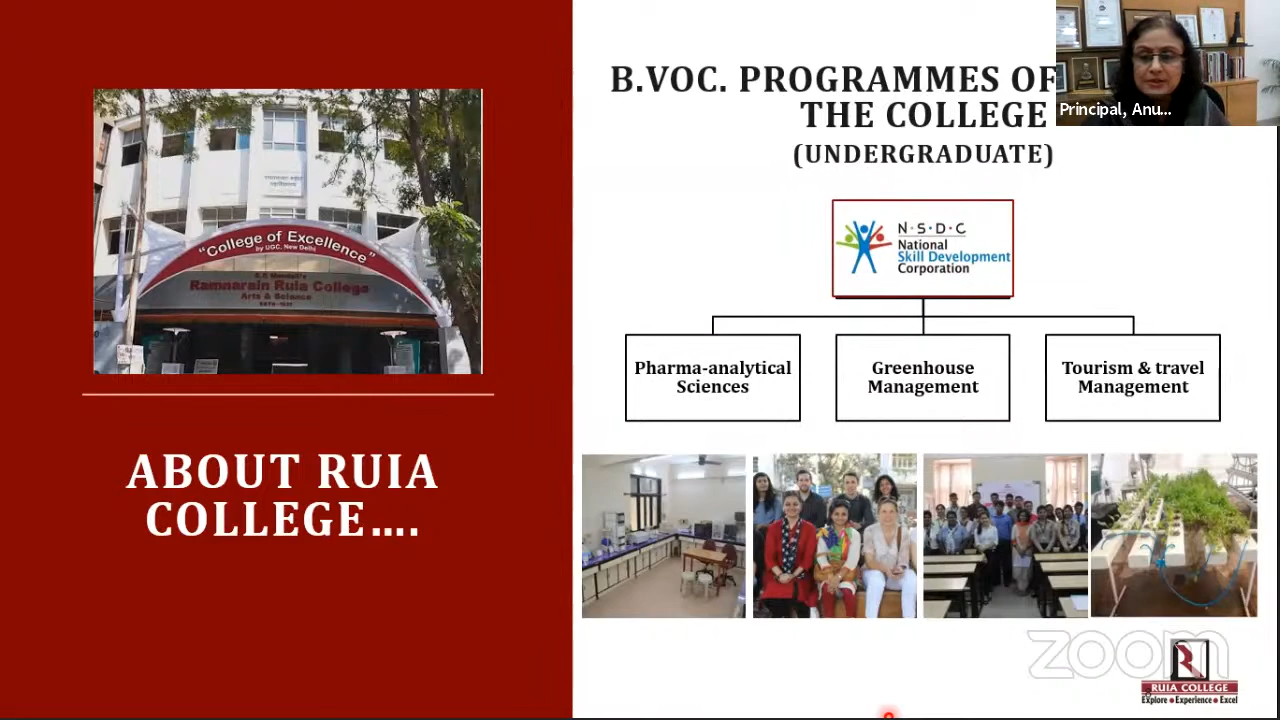 "College of Excellence"
by UGC, New Delhi
S.P. Mandali's
Ramnarain Ruia College
Arts & Science
ABOUT RUIA
COLLEGE....
B.VOC. PROGRAMMES OF
THE COLLEGE
(UNDERGRADUATE)
Principal, Anu...
N·S·D·C
National
Skill Development
Corporation
Pharma-analytical
Sciences
Greenhouse
Management
Tourism & travel
Management
zoom
R
RUIA COLLEGE
Explore • Experience • Excel